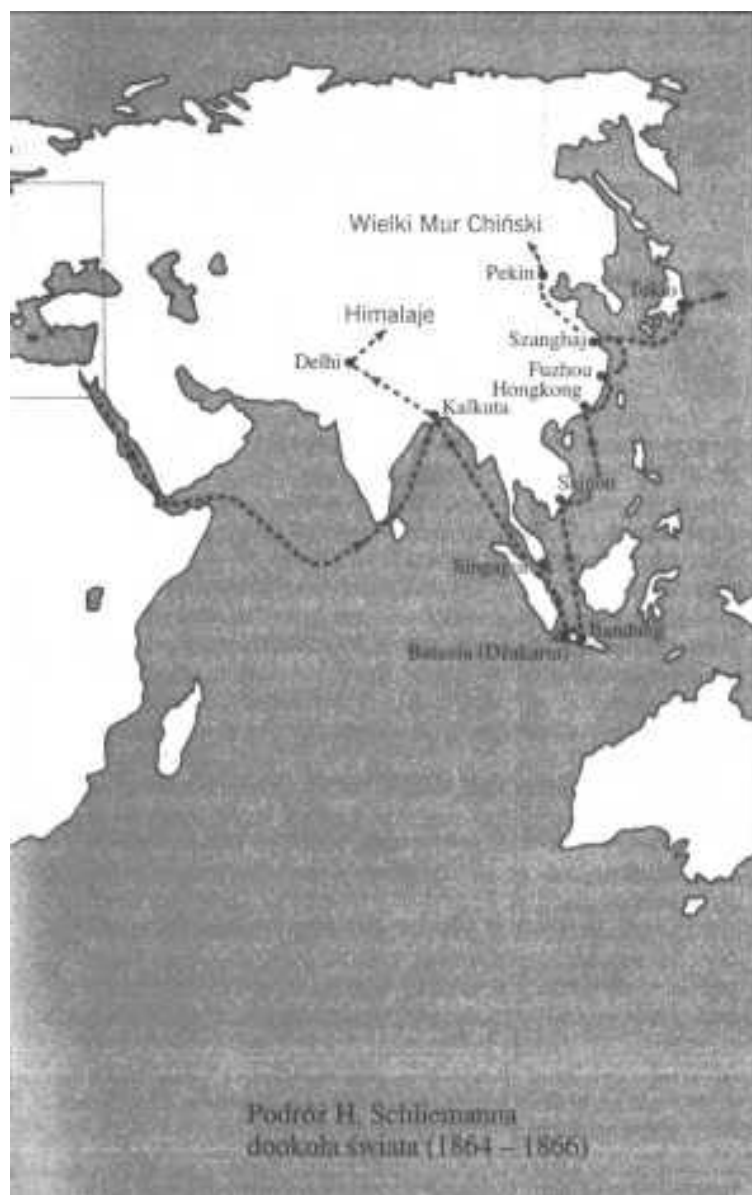 Wielki Mur Chiński
Pekin
Tokio
Himalaje
Szanghaj
Delhi
Fuzhou
Hongkong
Kalkuta
Sajgon
Singapur
Bandung
Batavia (Dżakarta)
Podróż H. Schliemanna
dookoła świata (1864 – 1866)